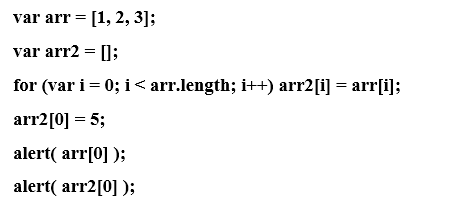 var arr = [1, 2, 3];
var arr2 = [];
for (var i = 0; i < arr.length; i++) arr2[i] = arr[i];
arr2[0] = 5;
alert( arr[0] );
alert( arr2[0] );